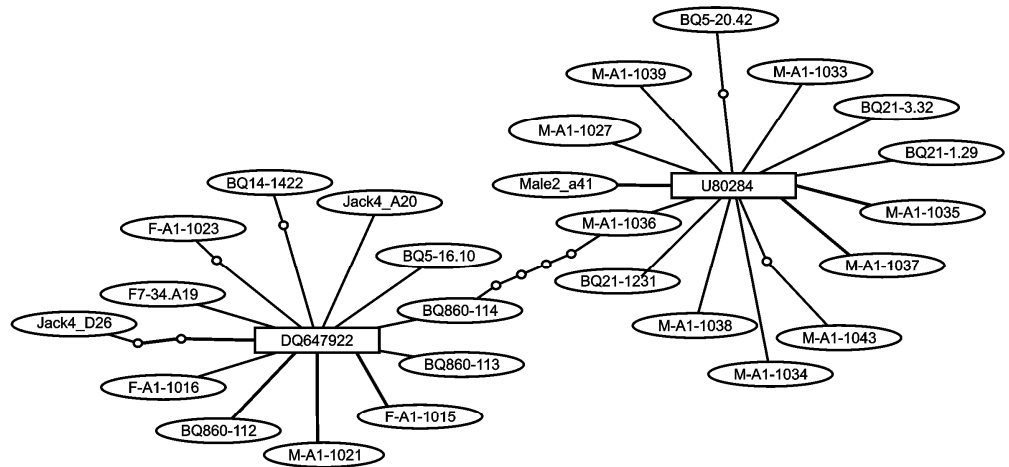 BQ5-20.42
M-A1-1039
M-A1-1033
BQ21-3.32
M-A1-1027
BQ21-1.29
Male2_a41
U80284
BQ14-1422
Jack4_A20
M-A1-1036
M-A1-1035
F-A1-1023
BQ5-16.10
M-A1-1037
BQ21-1231
F7-34.A19
BQ860-114
Jack4_D26
M-A1-1038
M-A1-1043
DQ647922
BQ860-113
M-A1-1034
F-A1-1016
F-A1-1015
BQ860-112
M-A1-1021